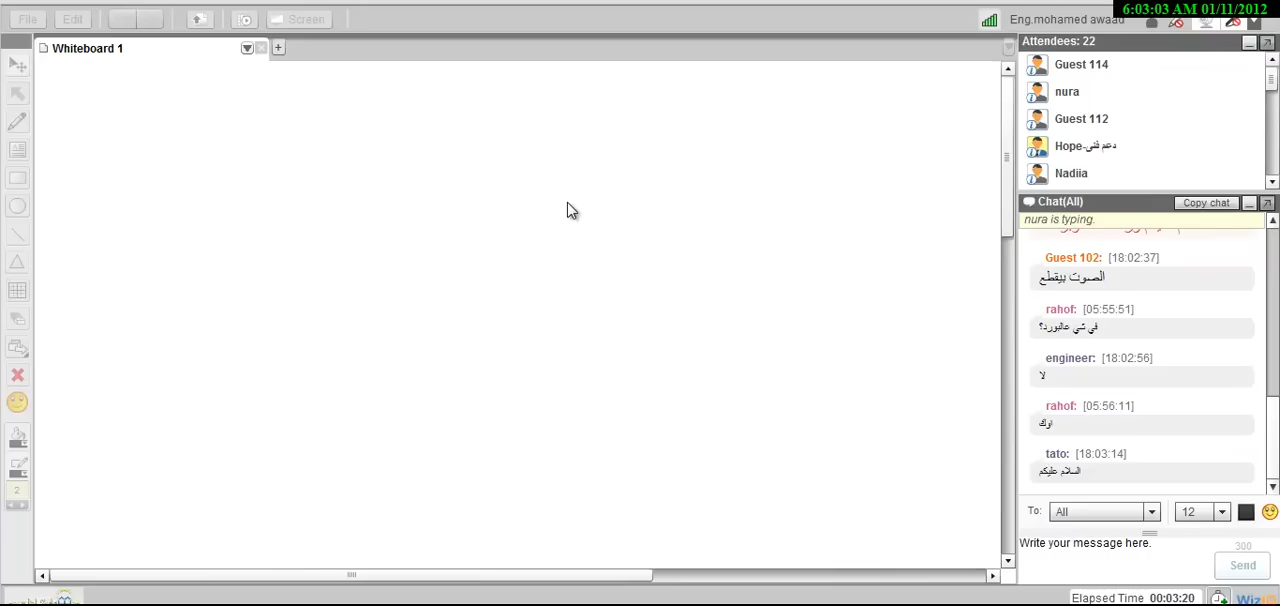 6:03:03 AM 01/11/2012
File Edit Screen
Eng.mohamed awaad
Whiteboard 1
Attendees: 22
Guest 114
nura
Guest 112
Hope-دعم فنى
Nadiia
Chat(All) Copy chat
nura is typing.
Guest 102: [18:02:37]
الصوت بيقطع
rahof: [05:55:51]
في شي عالبورد؟
engineer: [18:02:56]
لا
rahof: [05:56:11]
اوك
tato: [18:03:14]
السلام عليكم
To: All 12
Write your message here.
300
Send
2
Elapsed Time 00:03:20
WizIQ